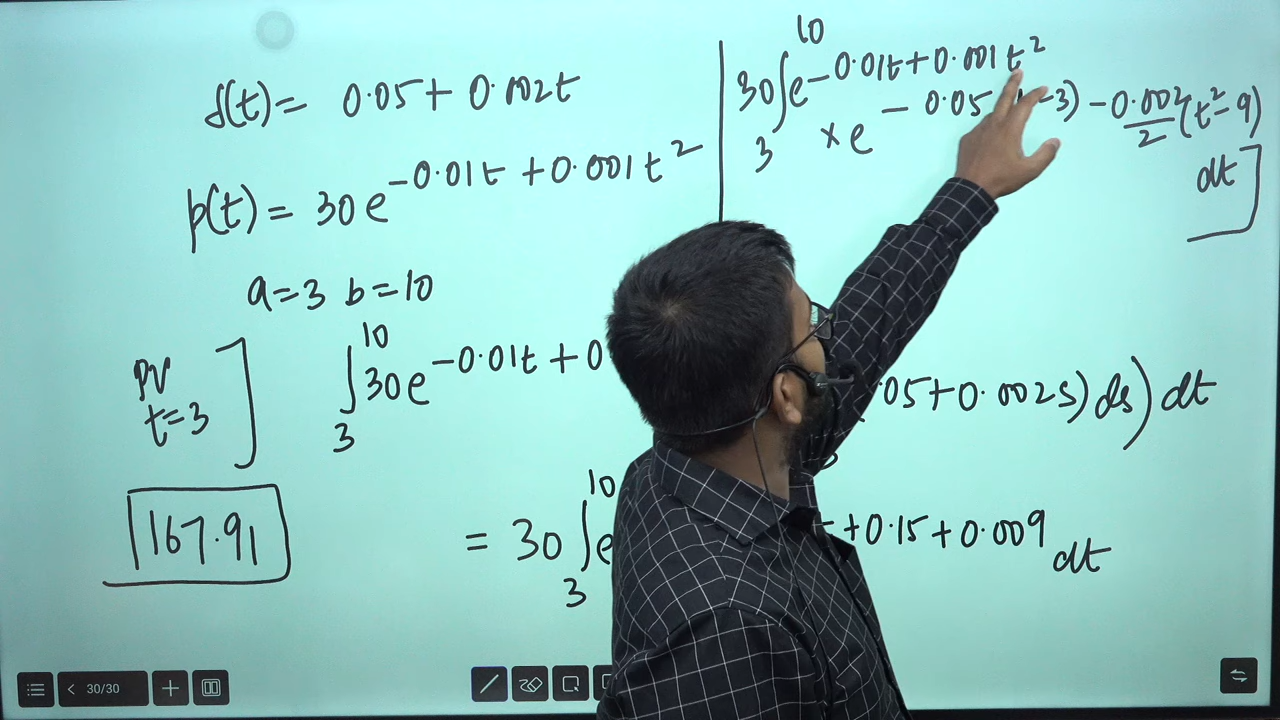 δ(t) = 0.05 + 0.002t
ρ(t) = 30 e^{-0.01t + 0.001t²}
a = 3 b = 10
PV
t = 3 ]
∫_3^10 30 e^{-0.01t + 0
05 + 0.002s) ds) dt
167.91
= 30 ∫_3^10 e
+ 0.15 + 0.009 dt
30 ∫_3^10 e^{-0.01t + 0.001t²}
× e^{- 0.05 -3) - 0.002/2 (t² - 9)}
dt ]
30/30